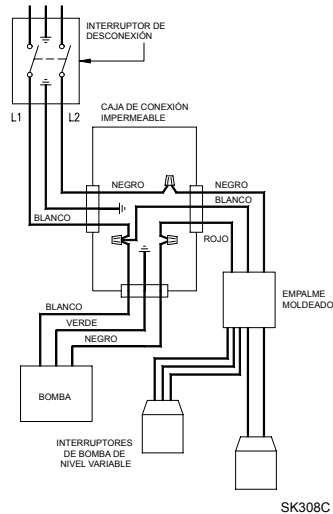 INTERRUPTOR DE
DESCONEXIÓN
L1
L2
CAJA DE CONEXIÓN
IMPERMEABLE
NEGRO
NEGRO
BLANCO
BLANCO
ROJO
EMPALME
MOLDEADO
BLANCO
VERDE
NEGRO
BOMBA
INTERRUPTORES
DE BOMBA DE
NIVEL VARIABLE
SK308C